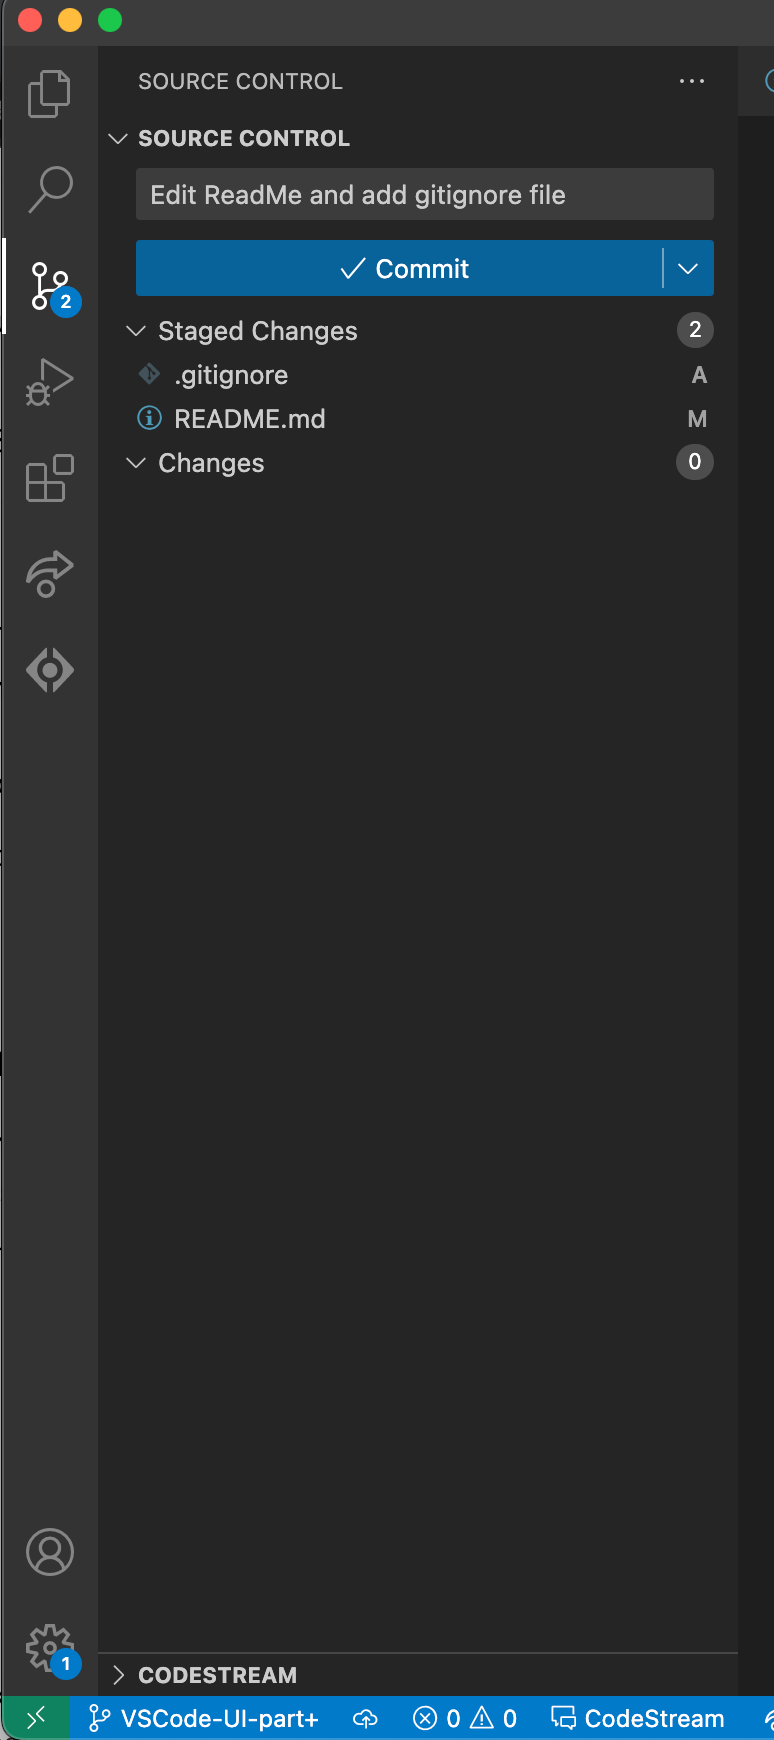 SOURCE CONTROL
SOURCE CONTROL
Edit ReadMe and add gitignore file
Commit
2
Staged Changes 2
.gitignore A
README.md M
Changes 0
1
CODESTREAM
VSCode-UI-part+ 0 0 CodeStream